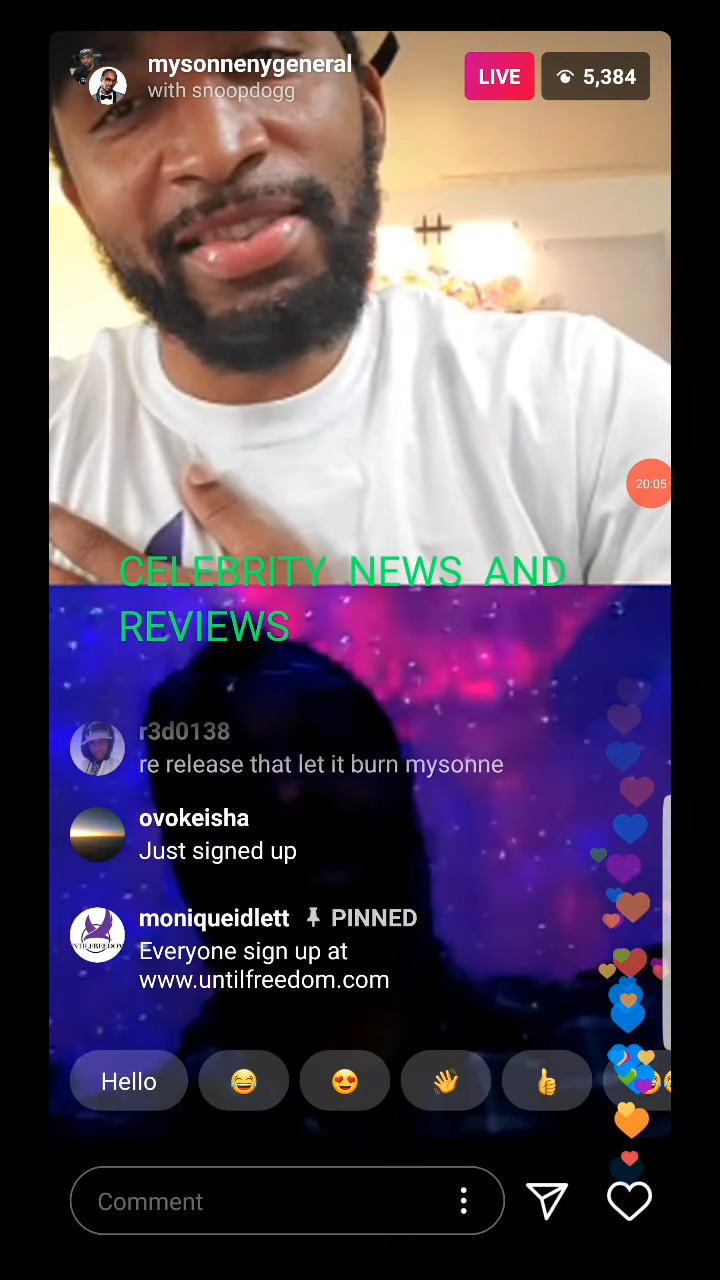 mysonnenygeneral
with snoopdogg
LIVE
5,384
20:05
CELEBRITY NEWS AND
REVIEWS
r3d0138
re release that let it burn mysonne
ovokeisha
Just signed up
moniqueidlett PINNED
Everyone sign up at
www.untilfreedom.com
Hello
Comment